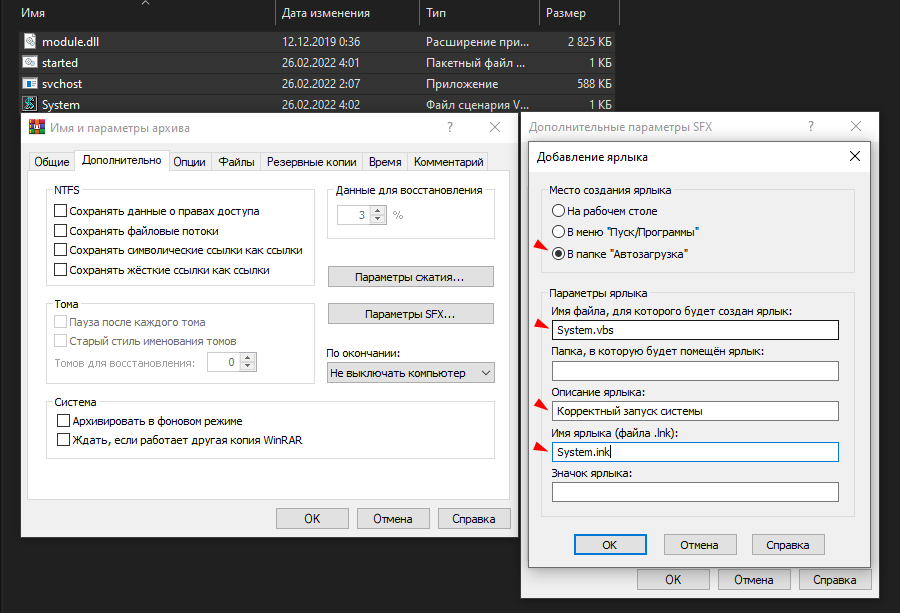 Имя Дата изменения Тип Размер
module.dll 12.12.2019 0:36 Расширение при... 2 825 КБ
started 26.02.2022 4:01 Пакетный файл ... 1 КБ
svchost 26.02.2022 2:07 Приложение 588 КБ
System 26.02.2022 4:02 Файл сценария V... 1 КБ
Имя и параметры архива ?
Общие Дополнительно Опции Файлы Резервные копии Время Комментарий
NTFS
Сохранять данные о правах доступа
Сохранять файловые потоки
Сохранять символические ссылки как ссылки
Сохранять жёсткие ссылки как ссылки
Данные для восстановления
3 %
Параметры сжатия...
Параметры SFX...
Тома
Пауза после каждого тома
Старый стиль именования томов
Томов для восстановления: 0
По окончании:
Не выключать компьютер
Система
Архивировать в фоновом режиме
Ждать, если работает другая копия WinRAR
OK Отмена Справка
Дополнительные параметры SFX ?
Добавление ярлыка
Место создания ярлыка
На рабочем столе
В меню "Пуск/Программы"
В папке "Автозагрузка"
Параметры ярлыка
Имя файла, для которого будет создан ярлык:
System.vbs
Папка, в которую будет помещён ярлык:
Описание ярлыка:
Корректный запуск системы
Имя ярлыка (файла .lnk):
System.ink
Значок ярлыка:
OK Отмена Справка
OK Отмена Справка